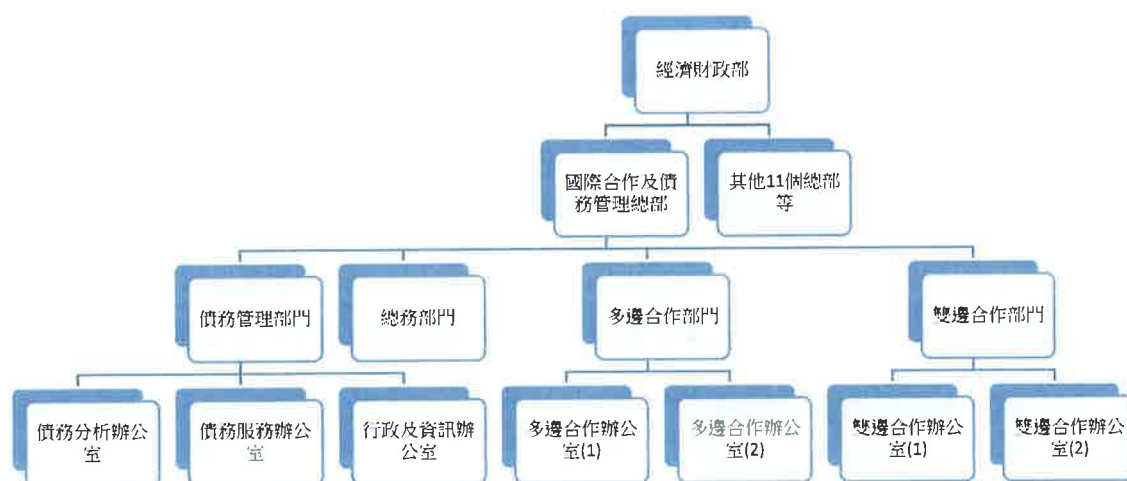 經濟財政部
國際合作及債
務管理總部
其他11個總部
等
債務管理部門
總務部門
多邊合作部門
雙邊合作部門
債務分析辦公
室
債務服務辦公
室
行政及資訊辦
公室
多邊合作辦公
室(1)
多邊合作辦公
室(2)
雙邊合作辦公
室(1)
雙邊合作辦公
室(2)